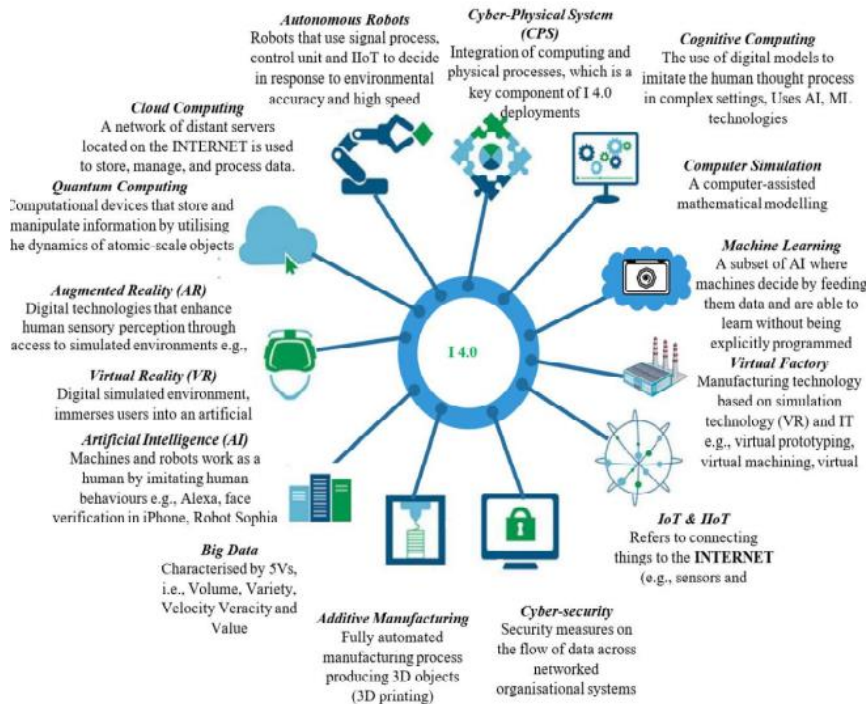 Autonomous Robots
Robots that use signal process,
control unit and IIoT to decide
in response to environmental
accuracy and high speed
Cyber-Physical System
(CPS)
Integration of computing and
physical processes, which is a
key component of I 4.0
deployments
Cognitive Computing
The use of digital models to
imitate the human thought process
in complex settings, Uses AI, ML
technologies
Cloud Computing
A network of distant servers
located on the INTERNET is used
to store, manage, and process data.
Computer Simulation
A computer-assisted
mathematical modelling
Quantum Computing
Computational devices that store and
manipulate information by utilising
the dynamics of atomic-scale objects
Machine Learning
A subset of AI where
machines decide by feeding
them data and are able to
learn without being
explicitly programmed
Augmented Reality (AR)
Digital technologies that enhance
human sensory perception through
access to simulated environments e.g.,
I 4.0
Virtual Factory
Manufacturing technology
based on simulation
technology (VR) and IT
e.g., virtual prototyping,
virtual machining, virtual
Virtual Reality (VR)
Digital simulated environment,
immerses users into an artificial
Artificial Intelligence (AI)
Machines and robots work as a
human by imitating human
behaviours e.g., Alexa, face
verification in iPhone, Robot Sophia
IoT & IIoT
Refers to connecting
things to the INTERNET
(e.g., sensors and
Big Data
Characterised by 5Vs,
i.e., Volume, Variety,
Velocity Veracity and
Value
Additive Manufacturing
Fully automated
manufacturing process
producing 3D objects
(3D printing)
Cyber-security
Security measures on
the flow of data across
networked
organisational systems